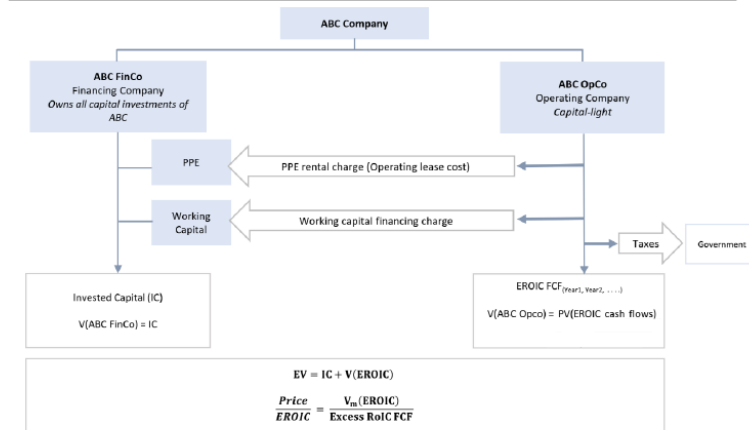 ABC Company
ABC FinCo
Financing Company
Owns all capital investments of
ABC
ABC OpCo
Operating Company
Capital-light
PPE
PPE rental charge (Operating lease cost)
Working
Capital
Working capital financing charge
Taxes
Government
Invested Capital (IC)
V(ABC FinCo) = IC
EROIC FCF(Year1, Year2, ....)
V(ABC Opco) = PV(EROIC cash flows)
EV = IC + V(EROIC)
Price/EROIC = Vm(EROIC)/Excess RoIC FCF